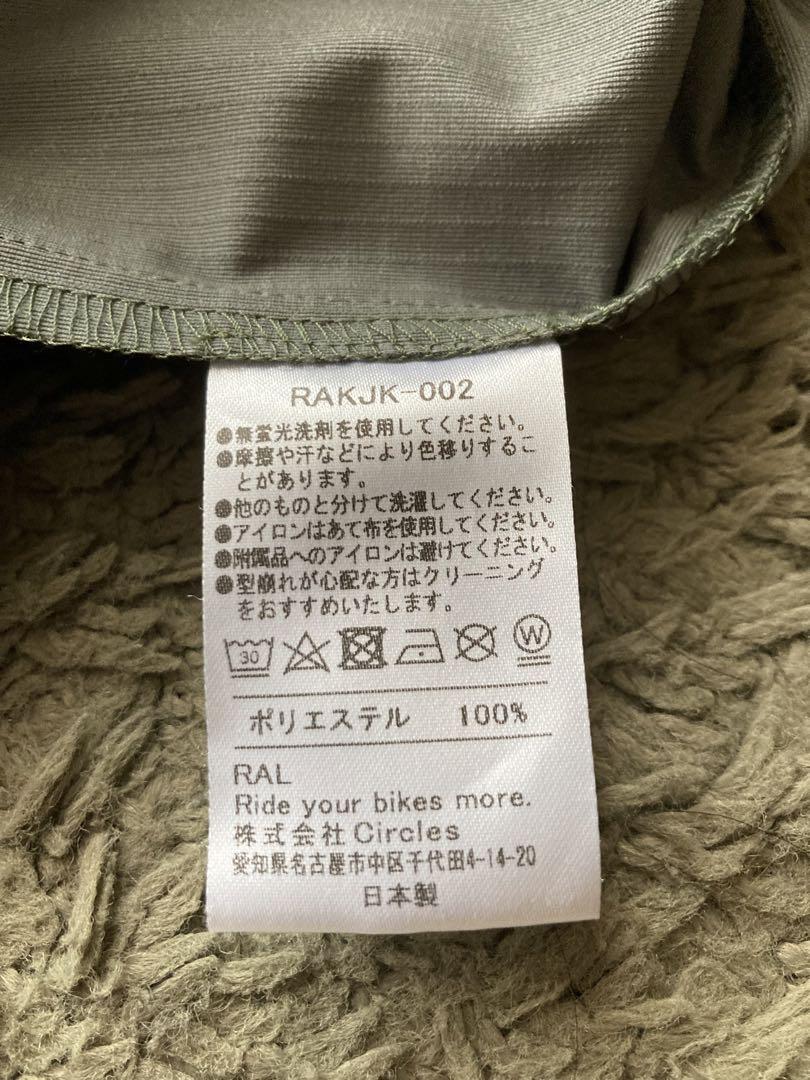 RAKJK-002
●無蛍光洗剤を使用してください。
●摩擦や汗などにより色移りするこ
とがあります。
●他のものと分けて洗濯してください。
●アイロンはあて布を使用してください。
●附属品へのアイロンは避けてください。
●型崩れが心配な方はクリーニング
をおすすめいたします。
30 W
ポリエステル 100%
RAL
Ride your bikes more.
株式会社Circles
愛知県名古屋市中区千代田4-14-20
日本製